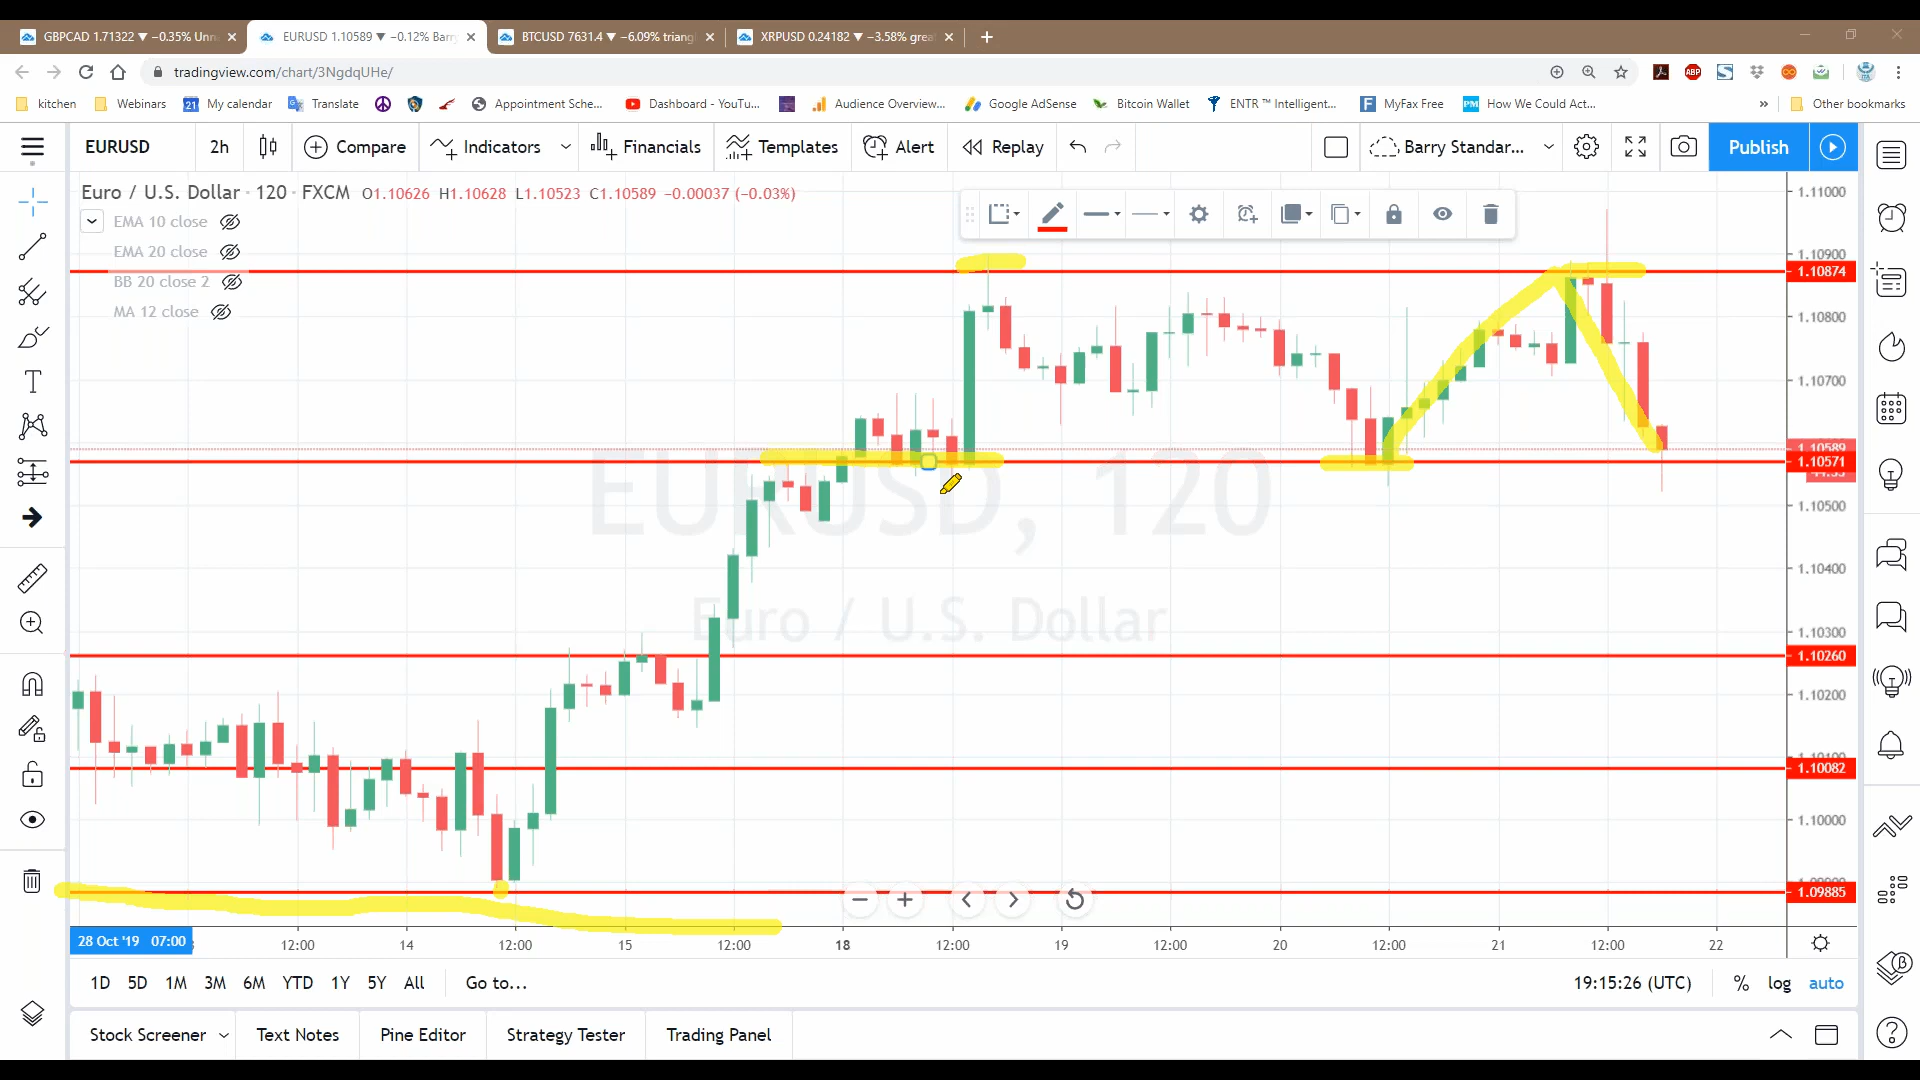 GBPCAD 1.71322 ▼ −0.35% Unn
EURUSD 1.10589 ▼ −0.12% Barr
BTCUSD 7631.4 ▼ −6.09% triang
XRPUSD 0.24182 ▼ −3.58% grea
tradingview.com/chart/3NgdqUHe/
ABP
kitchen
Webinars
21 My calendar
Translate
Appointment Sche...
Dashboard - YouTu...
Audience Overview...
Google AdSense
Bitcoin Wallet
ENTR ™ Intelligent...
F MyFax Free
PM How We Could Act...
» Other bookmarks
EURUSD
2h
Compare
Indicators
Financials
Templates
Alert
Replay
Barry Standar...
Publish
Euro / U.S. Dollar · 120 · FXCM O1.10626 H1.10628 L1.10523 C1.10589 −0.00037 (−0.03%)
EMA 10 close
EMA 20 close
BB 20 close 2
MA 12 close
EURUSD, 120
Euro / U.S. Dollar
1.11000
1.10900
1.10874
1.10800
1.10700
1.10589
1.10571
1.10500
1.10400
1.10300
1.10260
1.10200
1.10082
1.10000
1.09885
28 Oct '19 07:00
12:00 14 12:00 15 12:00 18 12:00 19 12:00 20 12:00 21 12:00 22
1D 5D 1M 3M 6M YTD 1Y 5Y All Go to...
19:15:26 (UTC) % log auto
Stock Screener Text Notes Pine Editor Strategy Tester Trading Panel